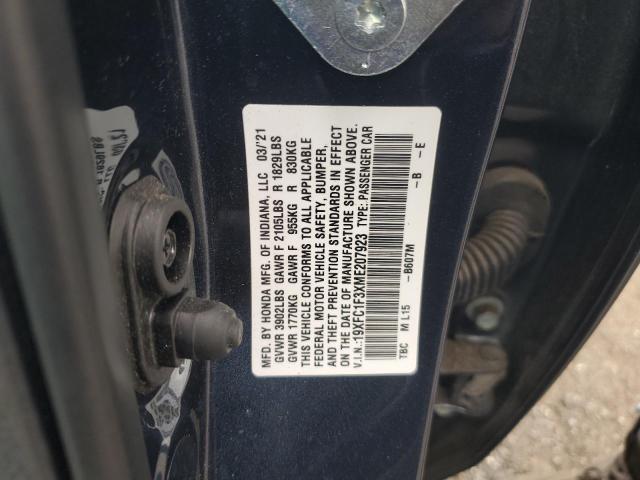 MFD. BY HONDA MFG. OF INDIANA, LLC 03/'21
GVWR 3902LBS GAWR F 2105LBS R 1829LBS
GVWR 1770KG GAWR F 955KG R 830KG
THIS VEHICLE CONFORMS TO ALL APPLICABLE
FEDERAL MOTOR VEHICLE SAFETY, BUMPER,
AND THEFT PREVENTION STANDARDS IN EFFECT
ON THE DATE OF MANUFACTURE SHOWN ABOVE.
V.I.N.:19XFC1F3XME207923 TYPE:PASSENGER CAR
TBC M L15 –B607M –B –E